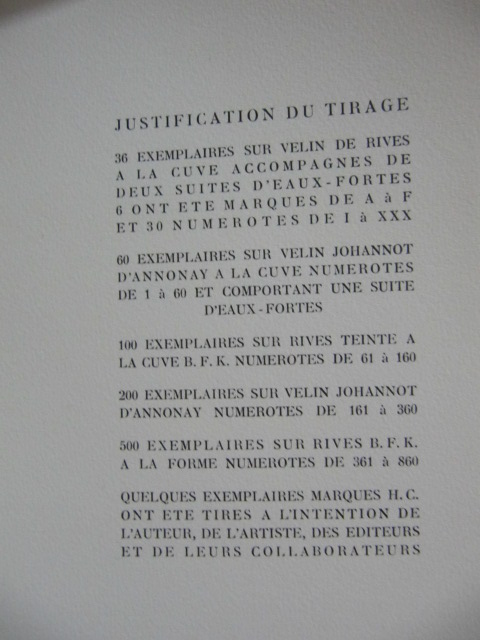 JUSTIFICATION DU TIRAGE
36 EXEMPLAIRES SUR VELIN DE RIVES
A LA CUVE ACCOMPAGNES DE
DEUX SUITES D'EAUX-FORTES
6 ONT ETE MARQUES DE A à F
ET 30 NUMEROTES DE I à XXX
60 EXEMPLAIRES SUR VELIN JOHANNOT
D'ANNONAY A LA CUVE NUMEROTES
DE 1 à 60 ET COMPORTANT UNE SUITE
D'EAUX-FORTES
100 EXEMPLAIRES SUR RIVES TEINTE A
LA CUVE B. F. K. NUMEROTES DE 61 à 160
200 EXEMPLAIRES SUR VELIN JOHANNOT
D'ANNONAY NUMEROTES DE 161 à 360
500 EXEMPLAIRES SUR RIVES B. F. K.
A LA FORME NUMEROTES DE 361 à 860
QUELQUES EXEMPLAIRES MARQUES H. C.
ONT ETE TIRES A L'INTENTION DE
L'AUTEUR, DE L'ARTISTE, DES EDITEURS
ET DE LEURS COLLABORATEURS